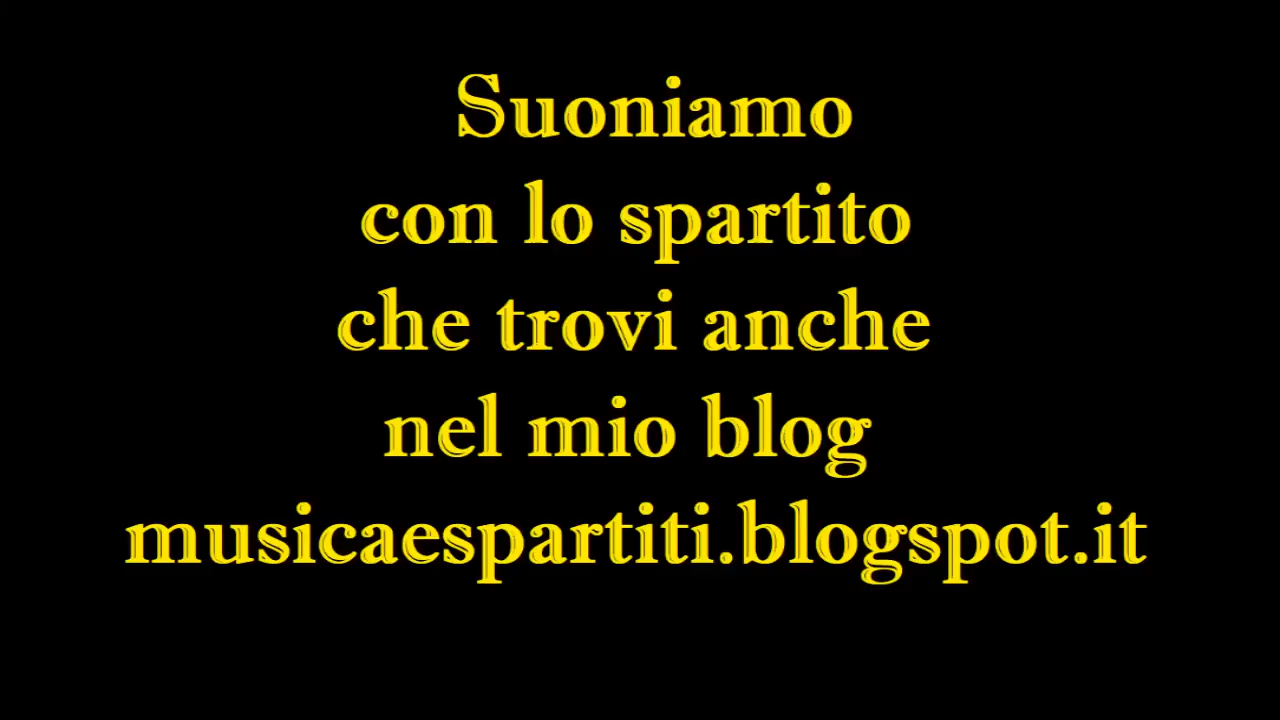 Suoniamo
con lo spartito
che trovi anche
nel mio blog
musicaespartiti.blogspot.it